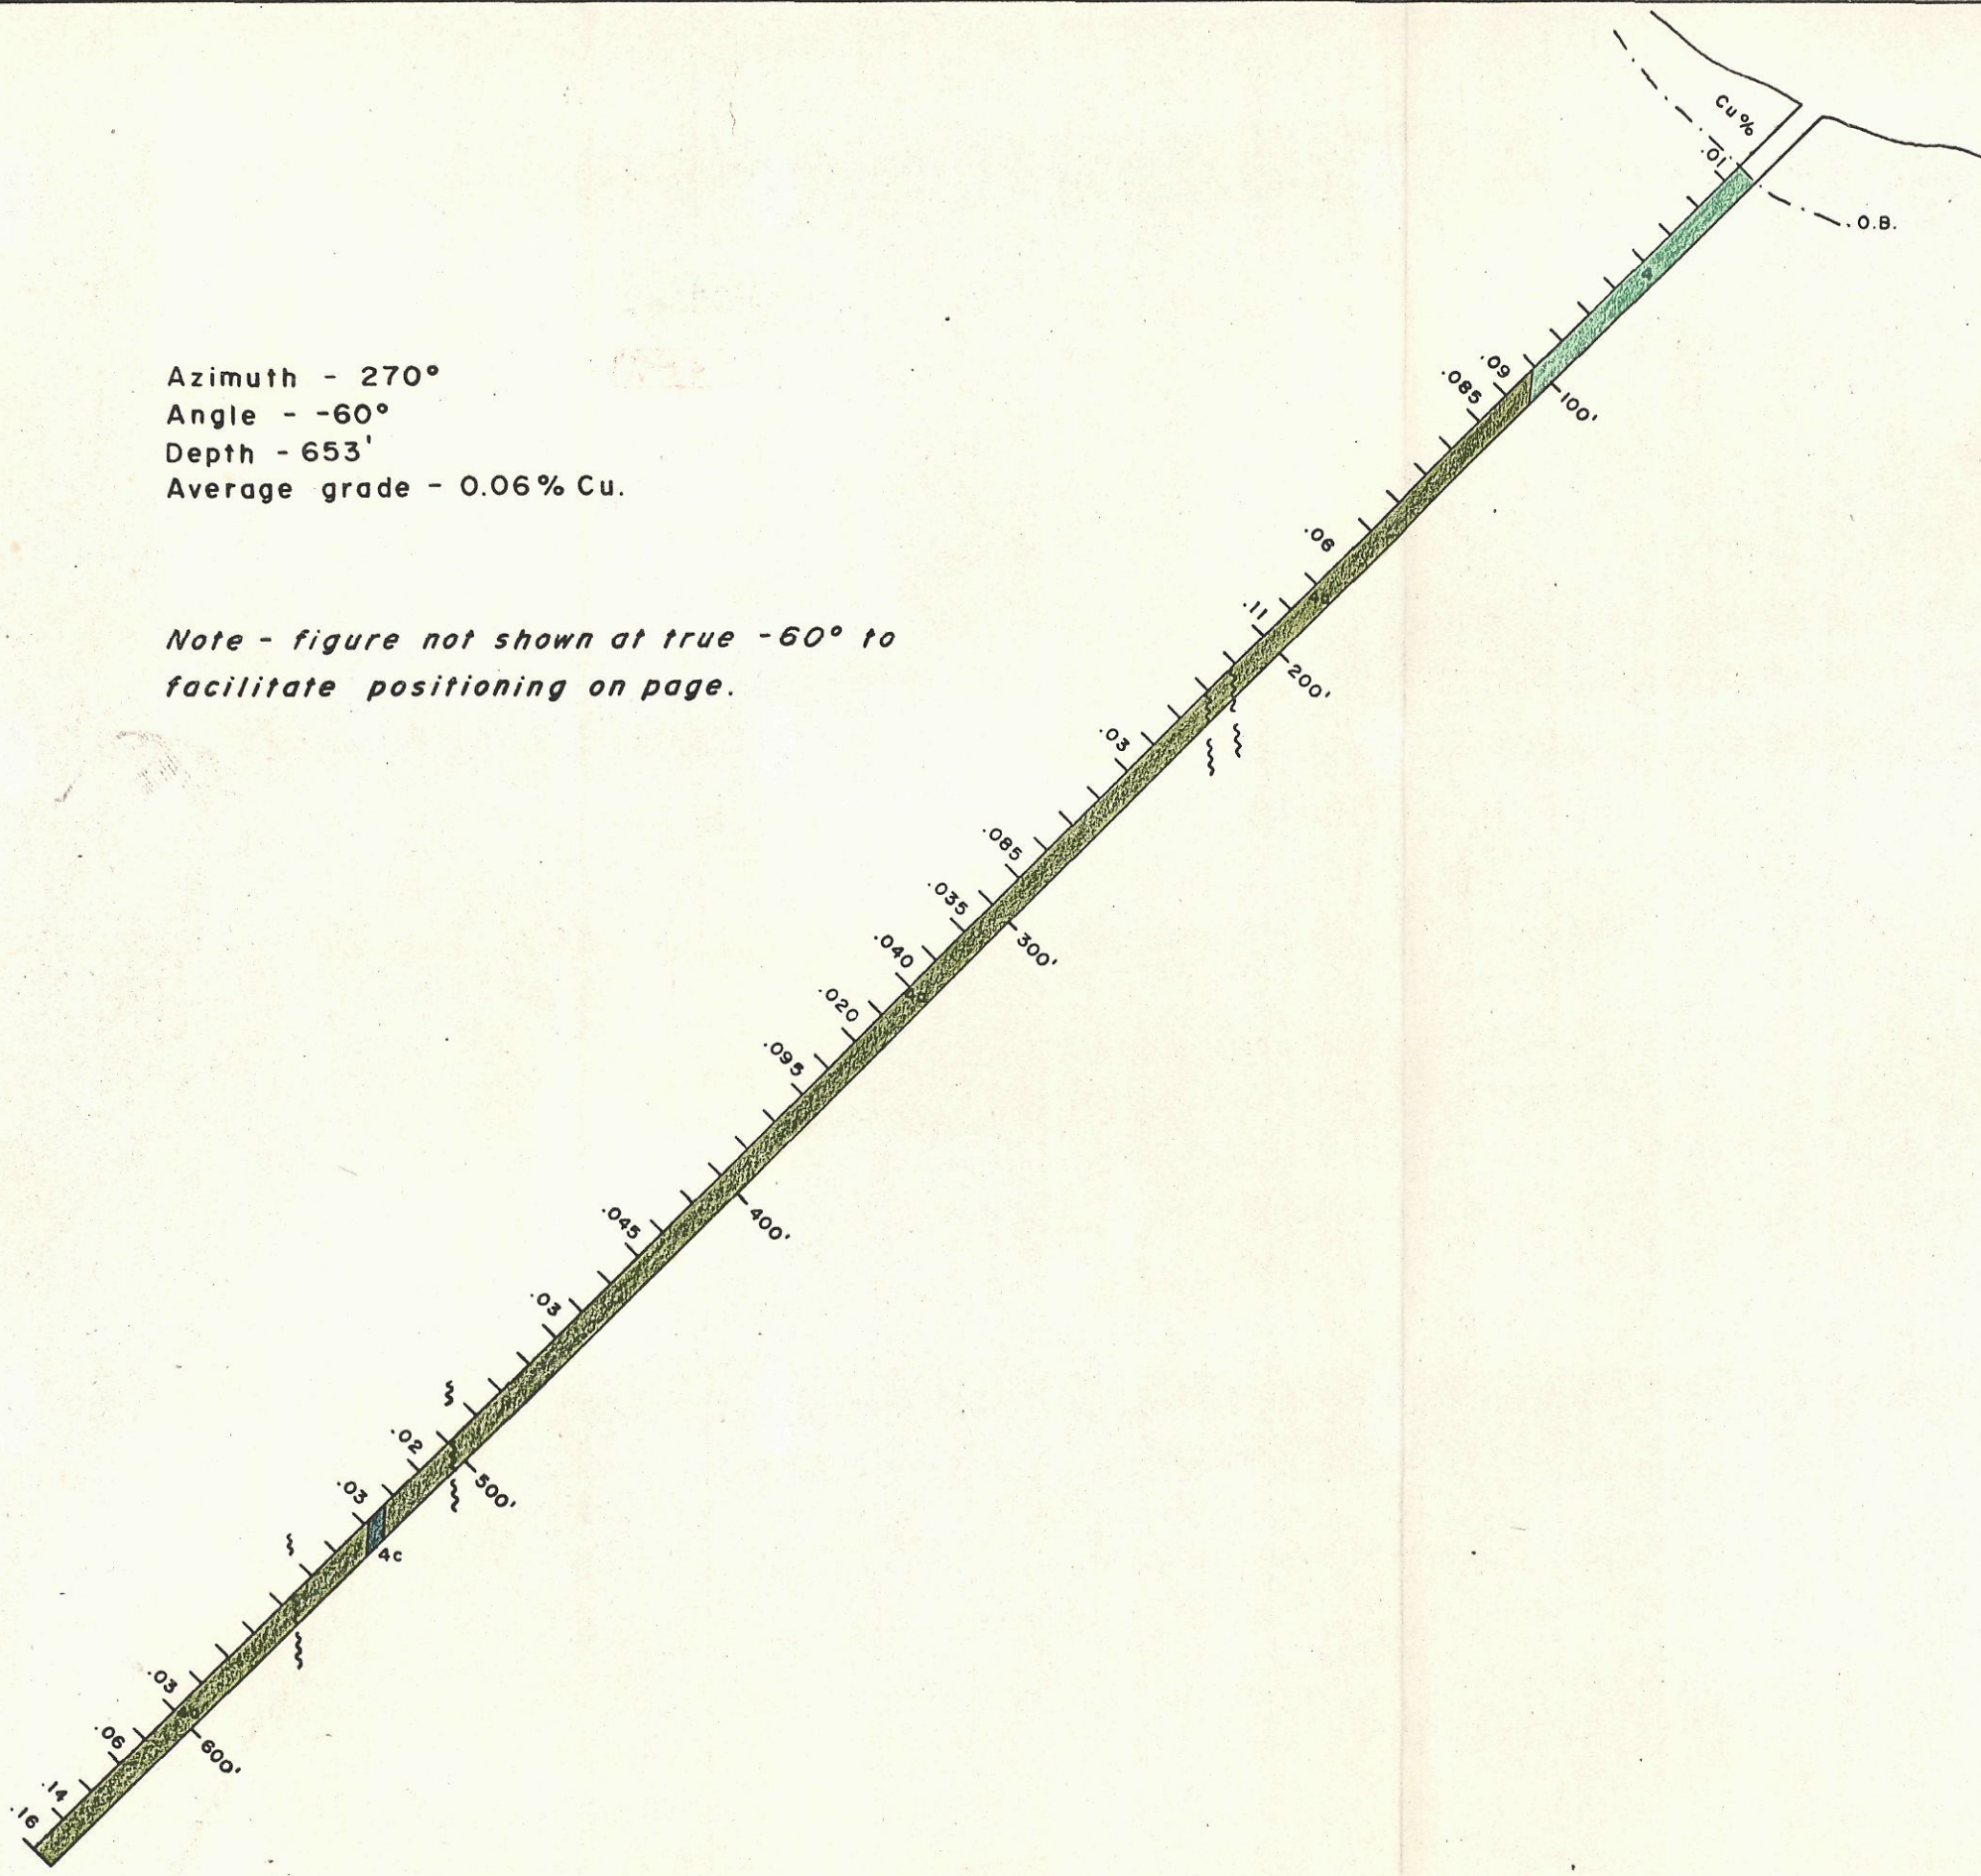 Cu%
.01
O.B.
9
.09
.085
100'
Azimuth - 270°
Angle - -60°
Depth - 653'
Average grade - 0.06% Cu.
.06
.11
200'
Note - figure not shown at true -60° to
facilitate positioning on page.
.03
.085
.035
300'
.040
.020
.095
400'
.045
.03
.02
500'
.03
4c
.03
600'
.06
.14
.16